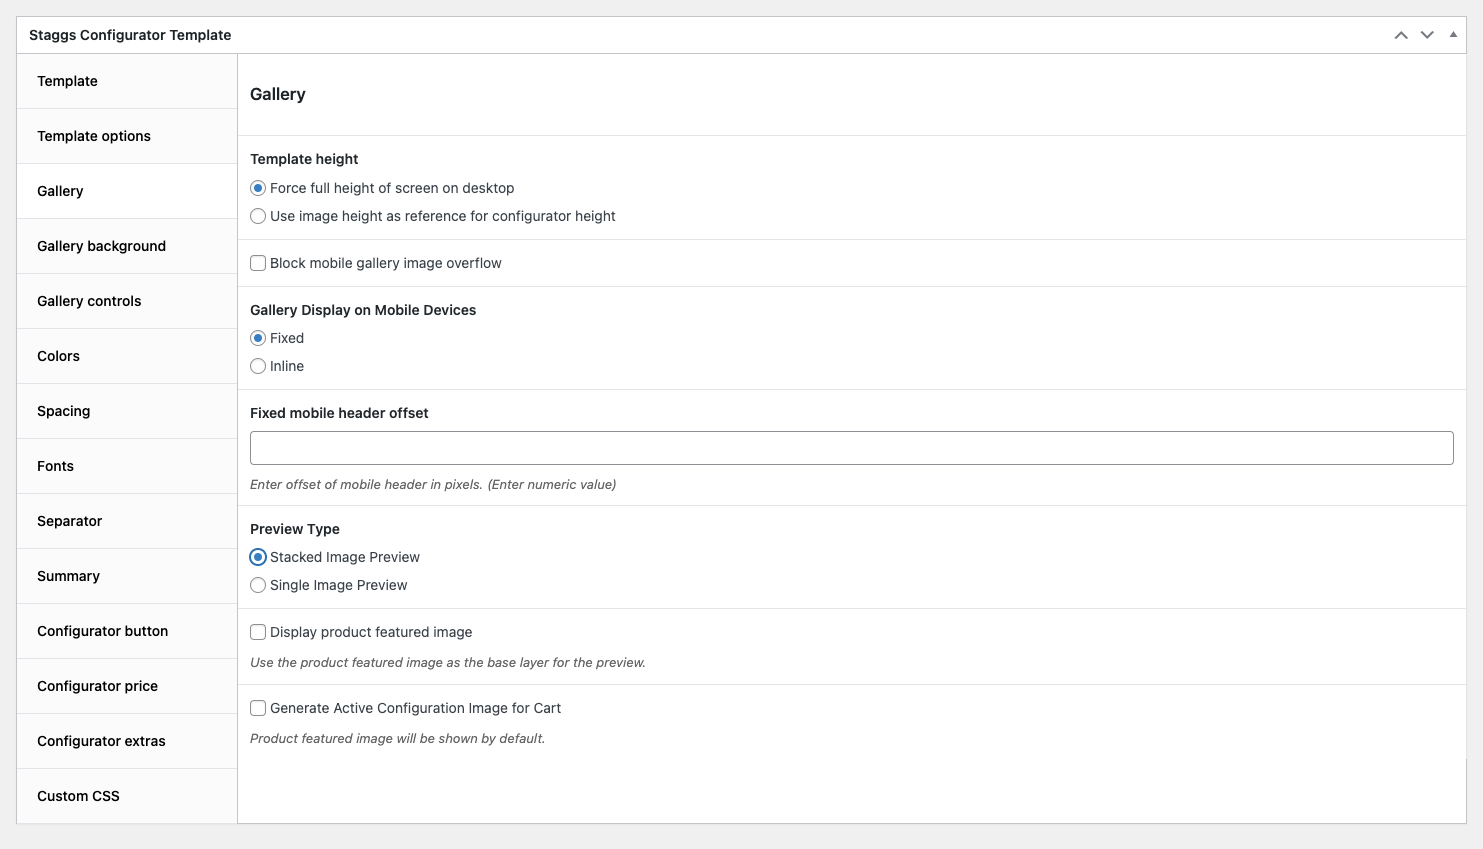 Staggs Configurator Template
Template
Template options
Gallery
Gallery background
Gallery controls
Colors
Spacing
Fonts
Separator
Summary
Configurator button
Configurator price
Configurator extras
Custom CSS
Gallery
Template height
Force full height of screen on desktop
Use image height as reference for configurator height
Block mobile gallery image overflow
Gallery Display on Mobile Devices
Fixed
Inline
Fixed mobile header offset
Enter offset of mobile header in pixels. (Enter numeric value)
Preview Type
Stacked Image Preview
Single Image Preview
Display product featured image
Use the product featured image as the base layer for the preview.
Generate Active Configuration Image for Cart
Product featured image will be shown by default.